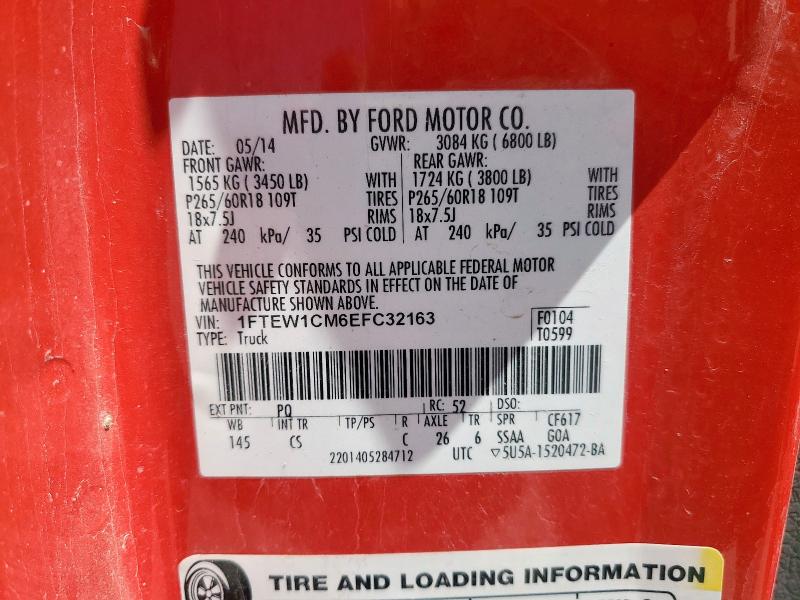 MFD. BY FORD MOTOR CO.
DATE: 05/14 GVWR: 3084 KG ( 6800 LB)
FRONT GAWR: REAR GAWR:
1565 KG ( 3450 LB) WITH 1724 KG ( 3800 LB) WITH
P265/60R18 109T TIRES P265/60R18 109T TIRES
18x7.5J RIMS 18x7.5J RIMS
AT 240 kPa/ 35 PSI COLD AT 240 kPa/ 35 PSI COLD
THIS VEHICLE CONFORMS TO ALL APPLICABLE FEDERAL MOTOR
VEHICLE SAFETY STANDARDS IN EFFECT ON THE DATE OF
MANUFACTURE SHOWN ABOVE.
VIN: 1FTEW1CM6EFC32163 F0104
TYPE: Truck T0599
EXT PNT: PQ RC: 52 DSO:
WB INT TR TP/PS R AXLE TR SPR CF617
145 CS C 26 6 SSAA GOA
2201405284712 UTC ▽5U5A-1520472-BA
TIRE AND LOADING INFORMATION